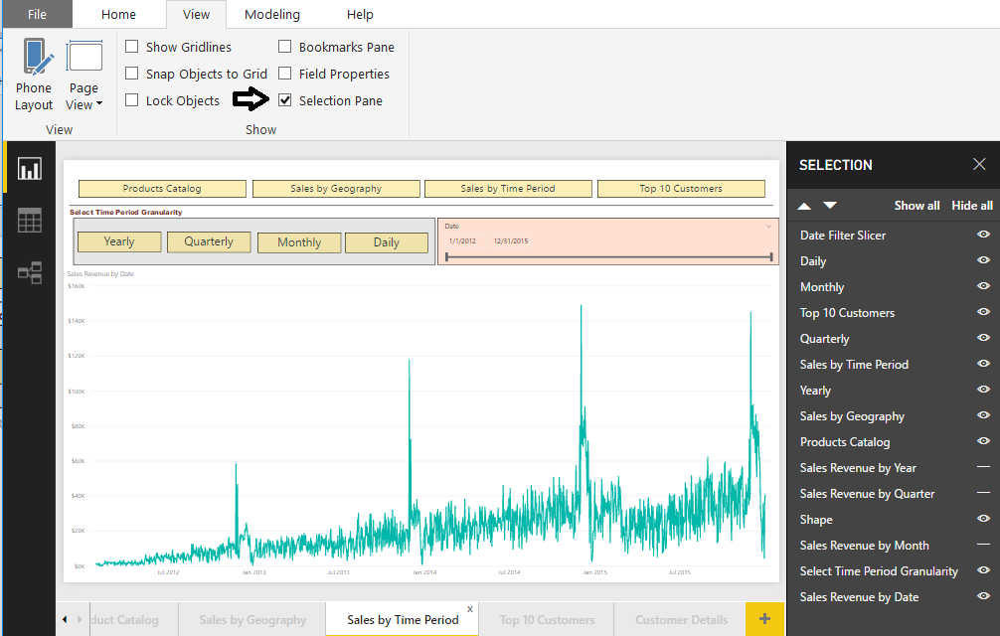 File Home View Modeling Help
Show Gridlines Bookmarks Pane
Snap Objects to Grid Field Properties
Lock Objects Selection Pane
Phone Layout
Page View
View Show
Products Catalog Sales by Geography Sales by Time Period Top 10 Customers
Select Time Period Granularity
Yearly Quarterly Monthly Daily
Date
1/1/2012 12/31/2015
Sales Revenue by Date
$160K
$140K
$120K
$100K
$80K
$60K
$40K
$20K
$0K
Jul 2012 Jan 2013 Jul 2013 Jan 2014 Jul 2014 Jan 2015 Jul 2015
SELECTION
Show all Hide all
Date Filter Slicer
Daily
Monthly
Top 10 Customers
Quarterly
Sales by Time Period
Yearly
Sales by Geography
Products Catalog
Sales Revenue by Year
Sales Revenue by Quarter
Shape
Sales Revenue by Month
Select Time Period Granularity
Sales Revenue by Date
duct Catalog Sales by Geography Sales by Time Period x Top 10 Customers Customer Details +